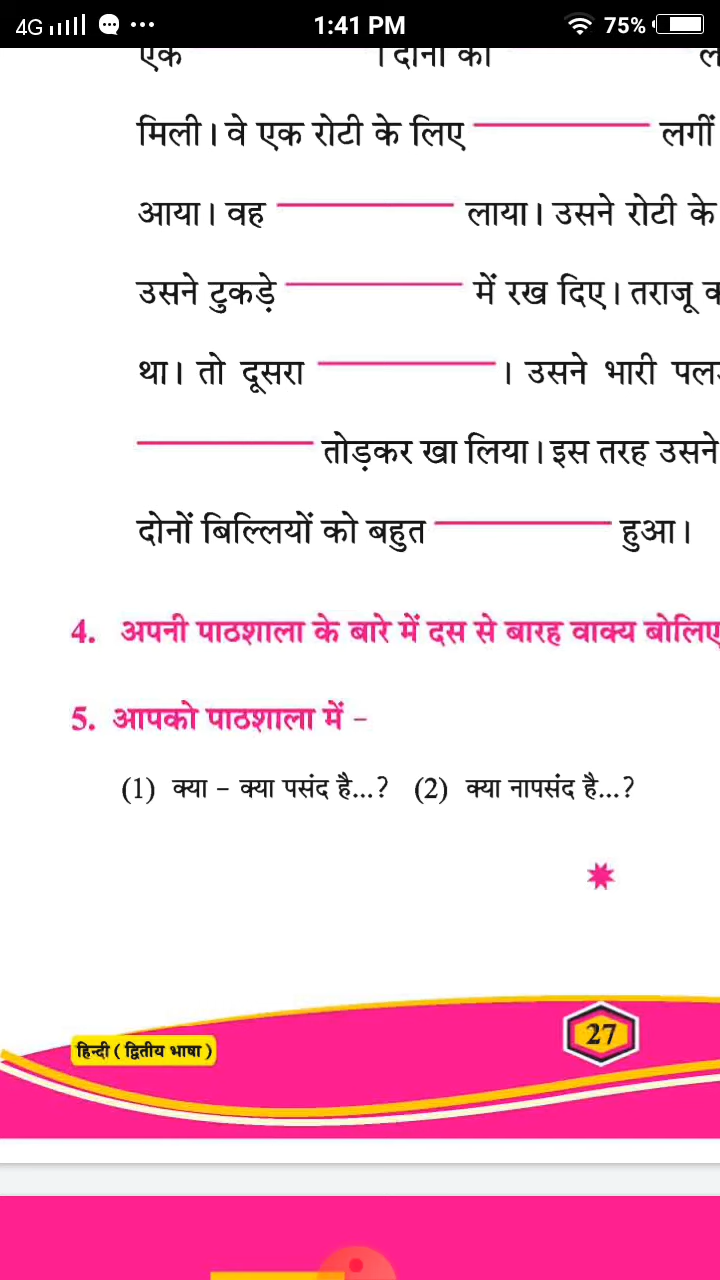 4G 1:41 PM 75%
एक । दोनों को
मिली। वे एक रोटी के लिए लगीं
आया। वह लाया। उसने रोटी के
उसने टुकड़े में रख दिए। तराजू
था। तो दूसरा । उसने भारी
तोड़कर खा लिया। इस तरह उसने
दोनों बिल्लियों को बहुत हुआ।
4. अपनी पाठशाला के बारे में दस से बारह वाक्य बोलिए
5. आपको पाठशाला में –
(1) क्या – क्या पसंद है...? (2) क्या नापसंद है...?
27
हिन्दी ( द्वितीय भाषा )